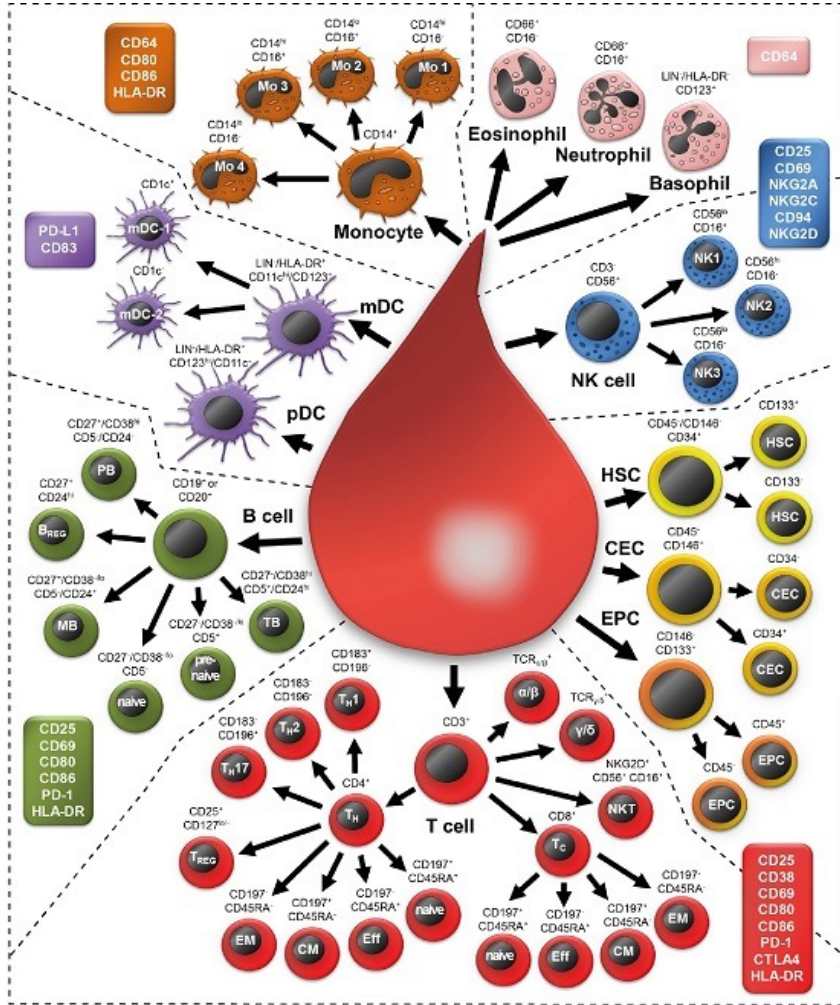 CD64
CD80
CD86
HLA-DR
CD14ʰⁱ
CD16⁺
Mo 3
CD14ˡᵒ
CD16⁺
Mo 2
CD14ʰⁱ
CD16⁻
Mo 1
CD14ˡᵒ
CD16⁻
Mo 4
CD14⁺
Monocyte
CD66⁺
CD16⁻
Eosinophil
CD66⁺
CD16⁺
Neutrophil
LIN⁻/HLA-DR⁻
CD123⁺
Basophil
CD64
CD25
CD69
NKG2A
NKG2C
CD94
NKG2D
PD-L1
CD83
CD1c⁺
mDC-1
CD1c⁻
mDC-2
LIN⁻/HLA-DR⁺
CD11cʰⁱ/CD123⁻
mDC
LIN⁻/HLA-DR⁺
CD123ʰⁱ/CD11c⁻
pDC
CD3⁻
CD56⁺
NK cell
CD56ˡᵒ
CD16⁺
NK1
CD56ʰⁱ
CD16⁻
NK2
CD56ˡᵒ
CD16⁻
NK3
CD27⁺/CD38ʰⁱ
CD5⁻/CD24⁻
PB
CD27⁺
CD24ʰⁱ
B_REG
CD19⁺ or
CD20⁺
B cell
CD27⁺/CD38⁻ˡᵒ
CD5⁻/CD24⁺
MB
CD27⁻/CD38⁻ˡᵒ
CD5⁻
naive
CD27⁻/CD38⁻ˡᵒ
CD5⁺
pre-
naive
CD27⁻/CD38ʰⁱ
CD5⁺/CD24ʰⁱ
TB
CD25
CD69
CD80
CD86
PD-1
HLA-DR
CD45⁻/CD146⁻
CD34⁺
HSC
CD133⁺
HSC
CD133⁻
HSC
CD45⁻
CD146⁺
CEC
CD34⁻
CEC
CD34⁺
CEC
CD146⁻
CD133⁺
EPC
CD45⁺
EPC
CD45⁻
EPC
CD3⁺
T cell
TCRα/β⁺
α/β
TCRγ/δ
γ/δ
NKG2D⁺
CD56⁺ CD16⁺
NKT
CD4⁺
T_H
CD183⁺
CD196⁻
T_H1
CD183⁻
CD196⁻
T_H2
CD183⁻
CD196⁺
T_H17
CD25⁺
CD127ˡᵒ/⁻
T_REG
CD197⁻
CD45RA⁻
EM
CD197⁺
CD45RA⁻
CM
CD197⁻
CD45RA⁺
Eff
CD197⁺
CD45RA⁺
naive
CD8⁺
T_C
CD197⁺
CD45RA⁺
naive
CD197⁻
CD45RA⁺
Eff
CD197⁺
CD45RA⁻
CM
CD197⁻
CD45RA⁻
EM
CD25
CD38
CD69
CD80
CD86
PD-1
CTLA4
HLA-DR